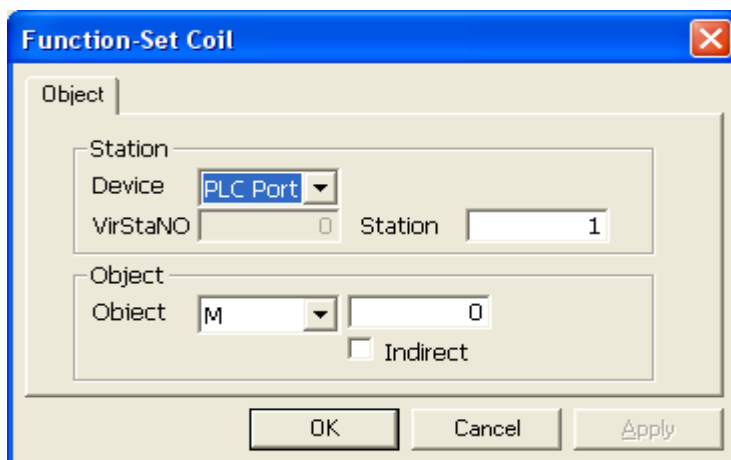 Function-Set Coil
Object
Station
Device PLC Port
VirStaNO 0 Station 1
Object
Obiect M 0
Indirect
OK Cancel Apply